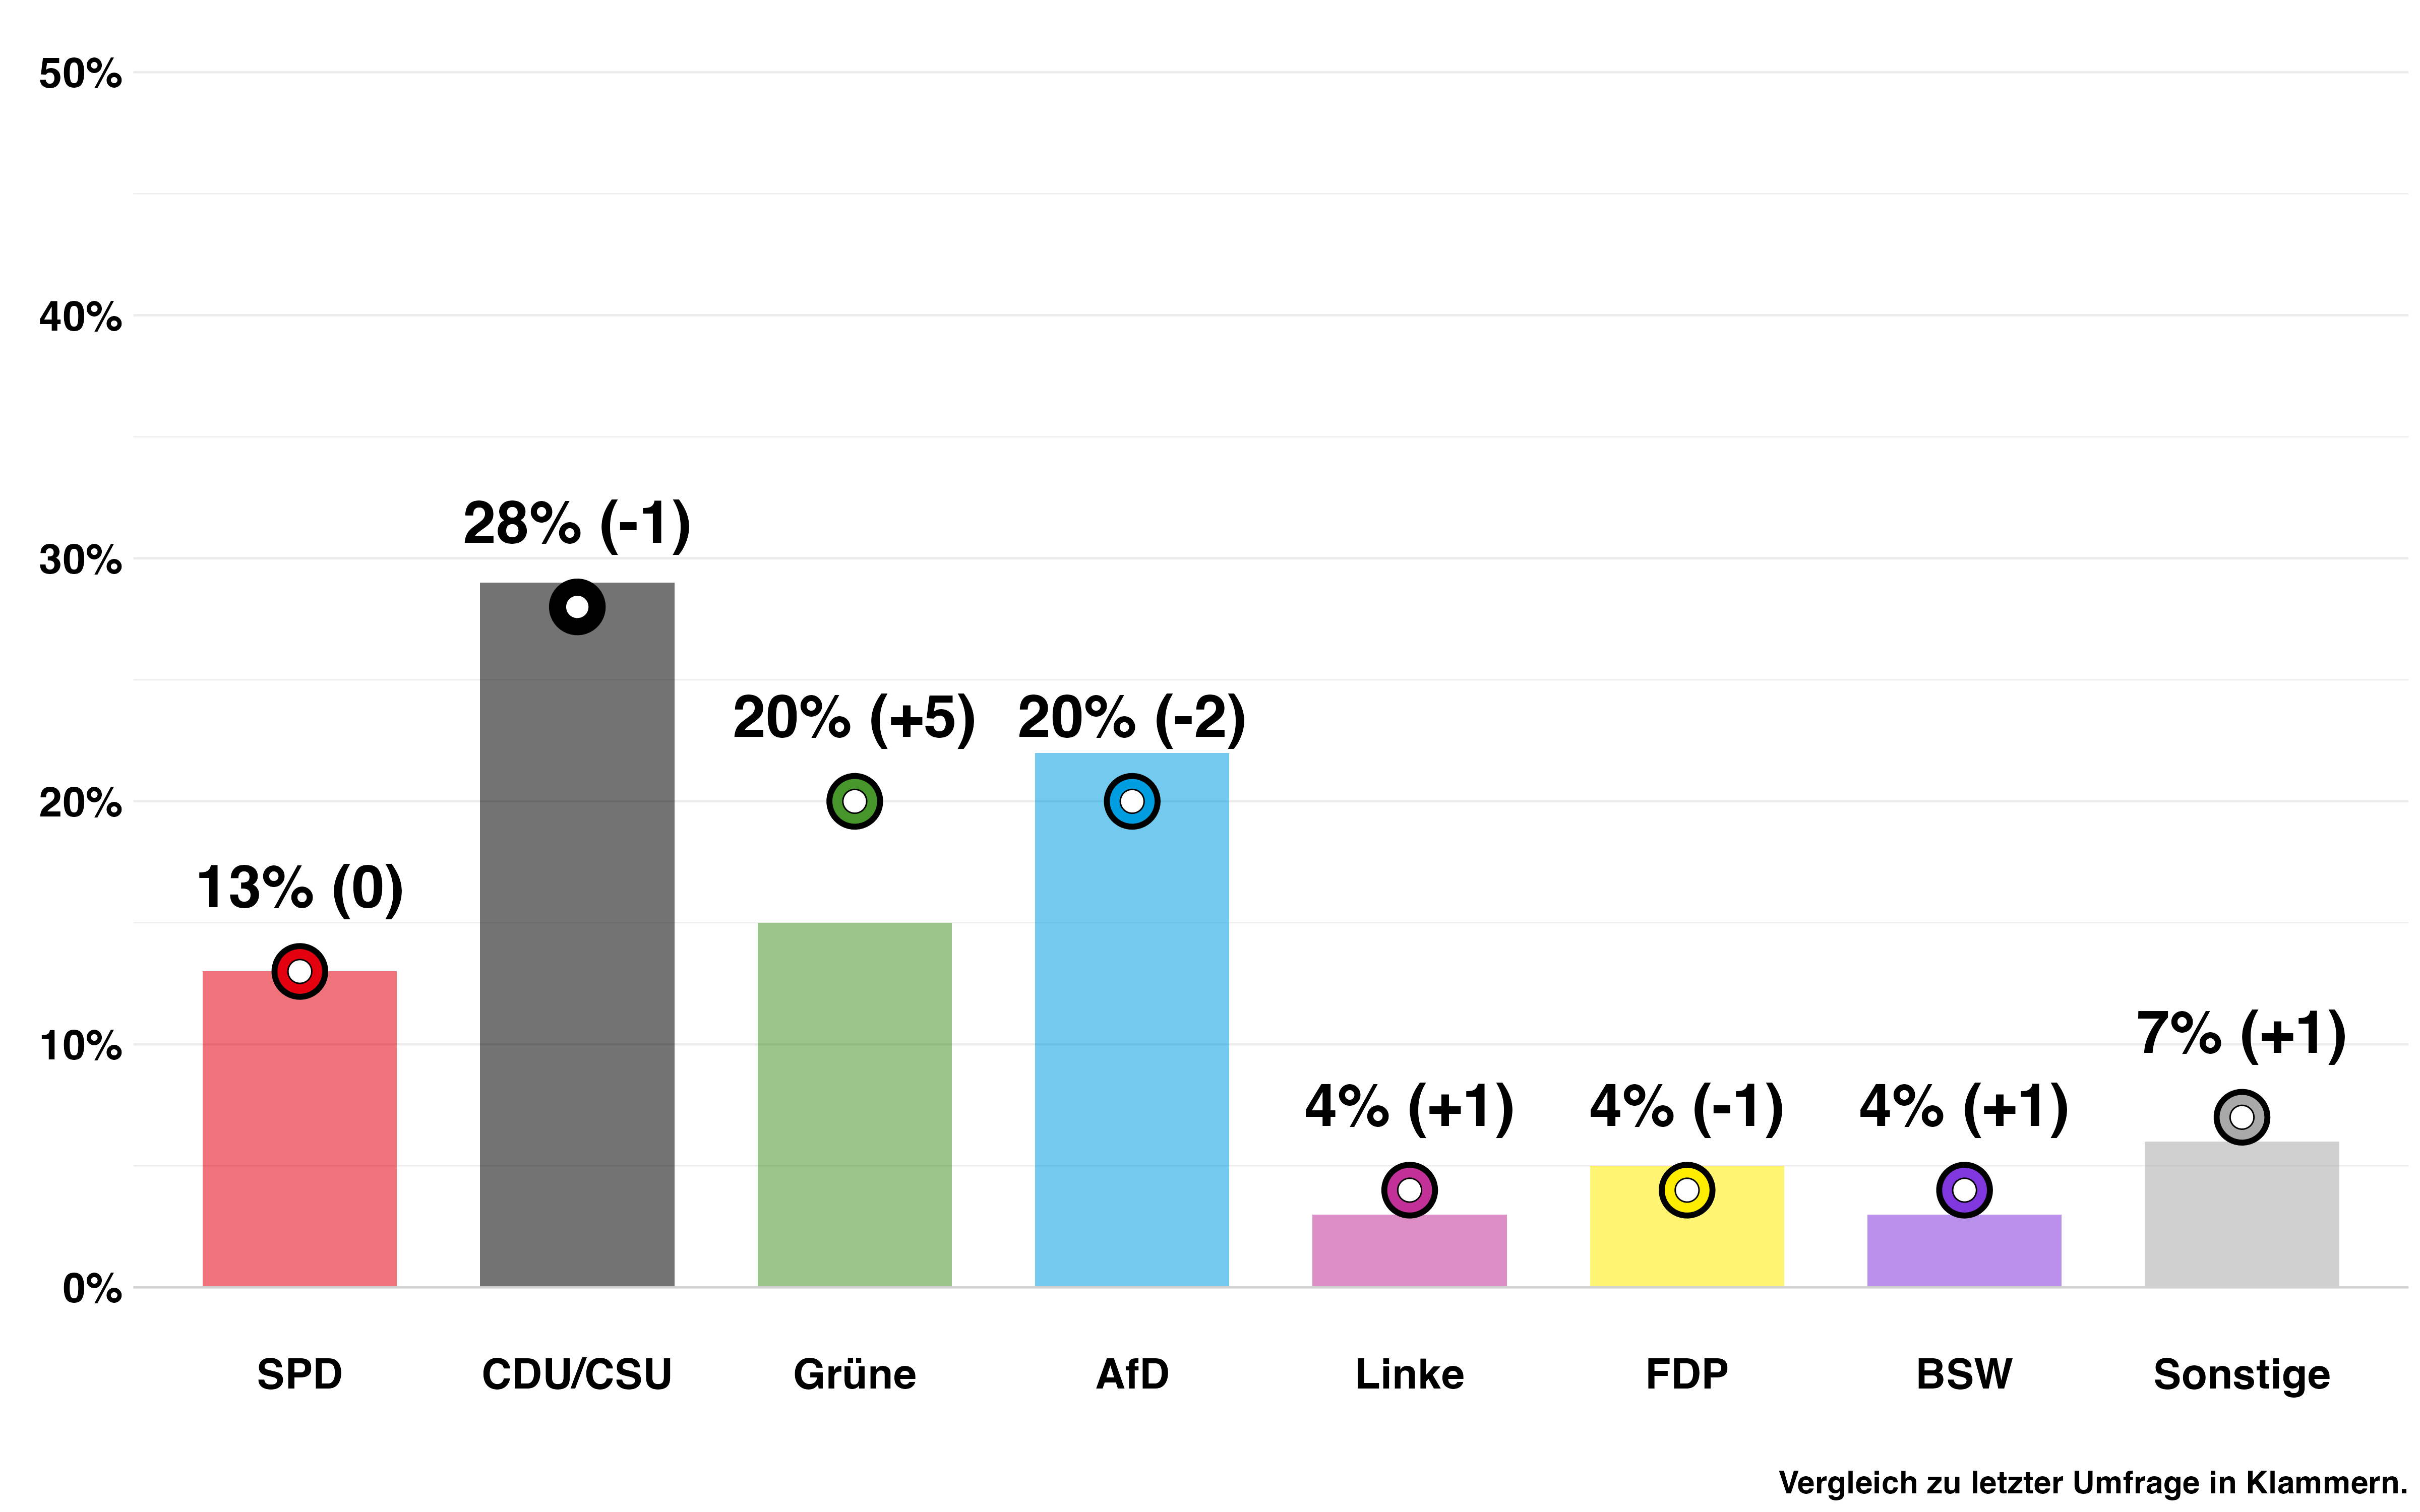 50%
40%
30%
20%
10%
0%
13% (0)
28% (-1)
20% (+5)
20% (-2)
4% (+1)
4% (-1)
4% (+1)
7% (+1)
SPD
CDU/CSU
Grüne
AfD
Linke
FDP
BSW
Sonstige
Vergleich zu letzter Umfrage in Klammern.